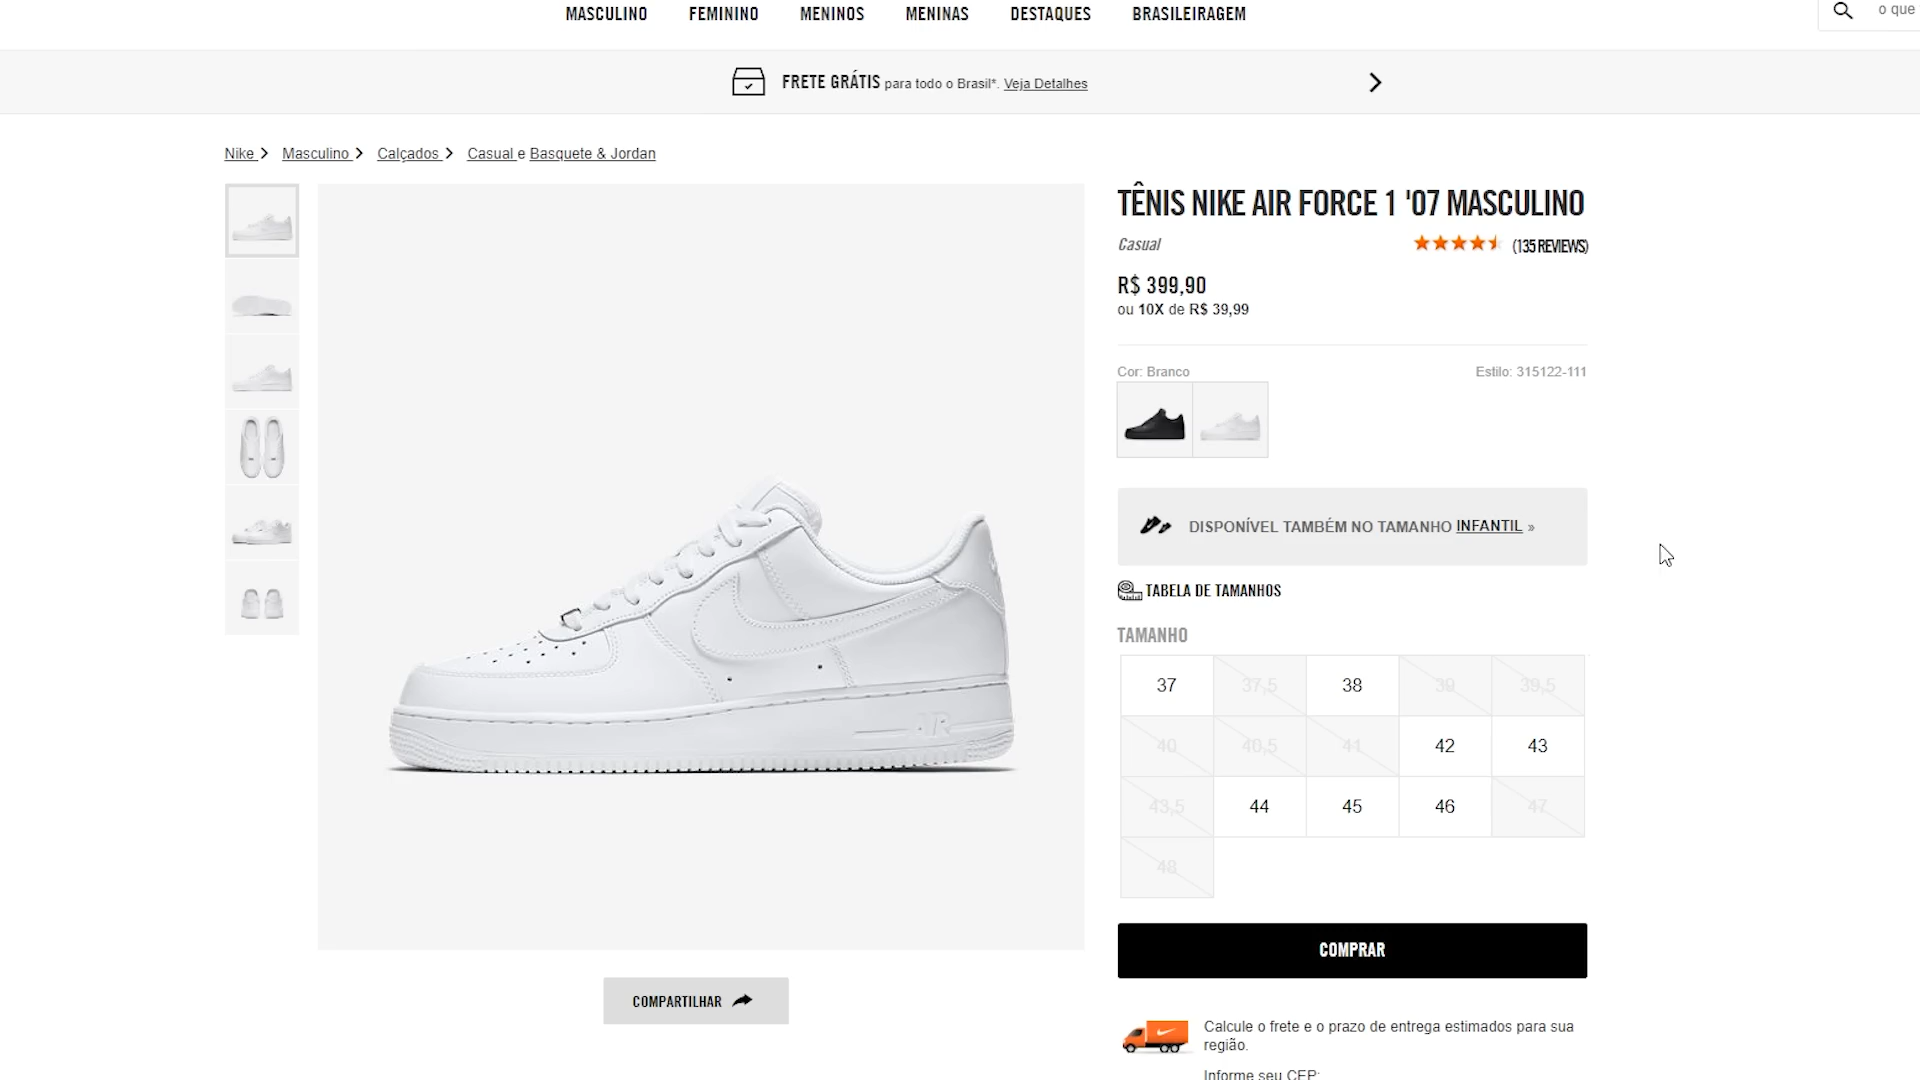 MASCULINO FEMININO MENINOS MENINAS DESTAQUES BRASILEIRAGEM
o que
FRETE GRÁTIS para todo o Brasil*. Veja Detalhes
Nike Masculino Calçados Casual e Basquete & Jordan
TÊNIS NIKE AIR FORCE 1 '07 MASCULINO
Casual
(135 REVIEWS)
R$ 399,90
ou 10X de R$ 39,99
Cor: Branco
Estilo: 315122-111
DISPONÍVEL TAMBÉM NO TAMANHO INFANTIL »
TABELA DE TAMANHOS
TAMANHO
37 37,5 38 39 39,5
40 40,5 41 42 43
43,5 44 45 46 47
48
AIR
COMPRAR
COMPARTILHAR
Calcule o frete e o prazo de entrega estimados para sua
região.
Informe seu CEP: